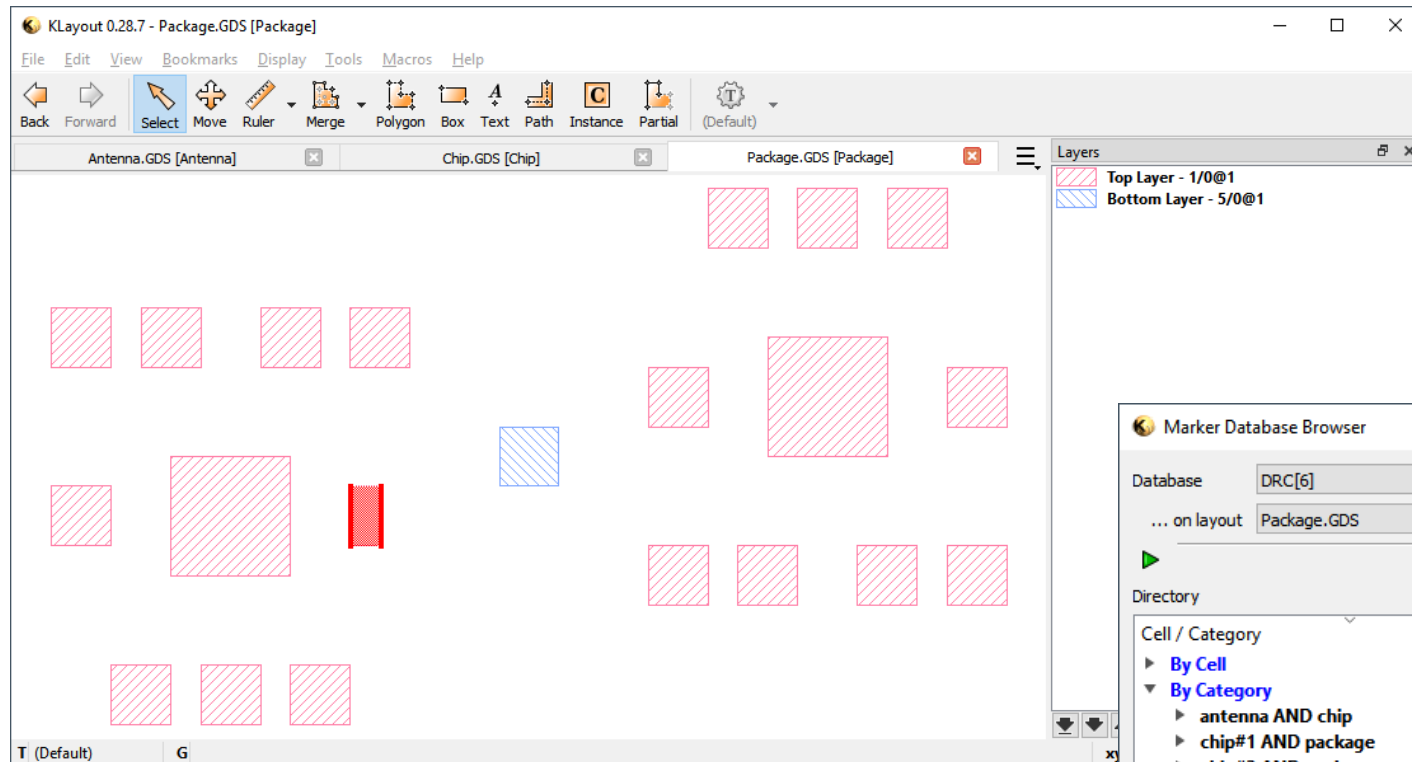 KLayout 0.28.7 - Package.GDS [Package]
File Edit View Bookmarks Display Tools Macros Help
Back Forward Select Move Ruler Merge Polygon Box Text Path Instance Partial (Default)
Antenna.GDS [Antenna] Chip.GDS [Chip] Package.GDS [Package]
Layers
Top Layer - 1/0@1
Bottom Layer - 5/0@1
Marker Database Browser
Database DRC[6]
... on layout Package.GDS
Directory
Cell / Category
By Cell
By Category
antenna AND chip
chip#1 AND package
T (Default) G xy